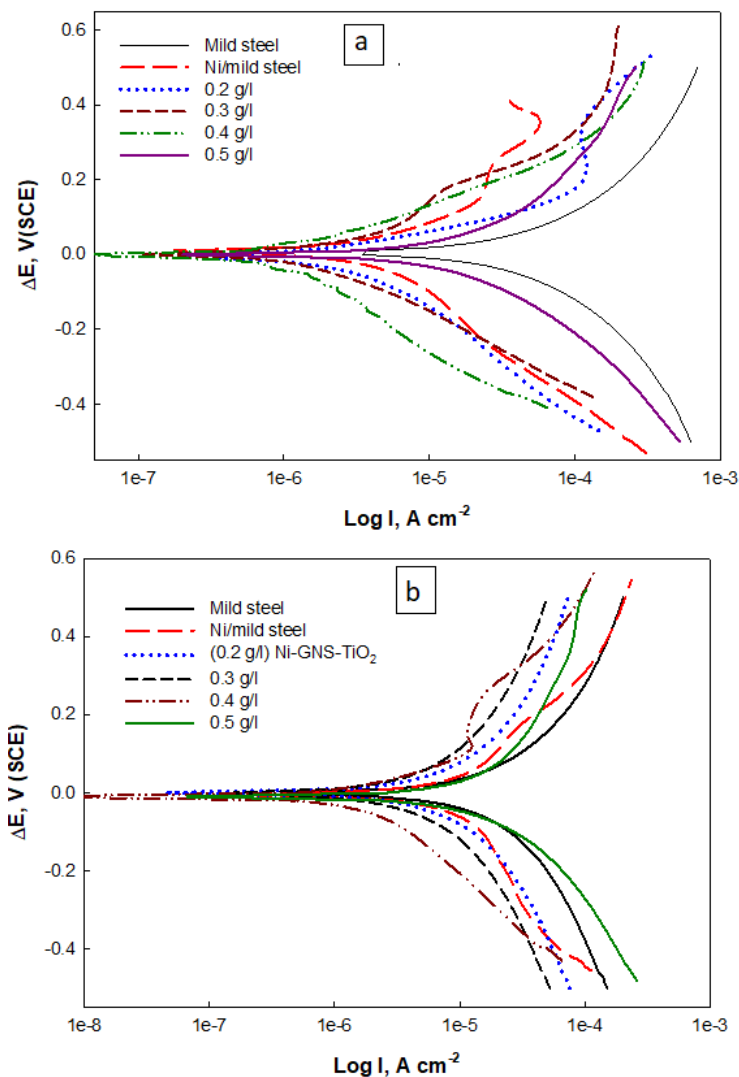 a
Mild steel
Ni/mild steel
0.2 g/l
0.3 g/l
0.4 g/l
0.5 g/l
0.6
0.4
0.2
0.0
-0.2
-0.4
ΔE, V(SCE)
1e-7 1e-6 1e-5 1e-4 1e-3
Log I, A cm⁻²
b
Mild steel
Ni/mild steel
(0.2 g/l) Ni-GNS-TiO₂
0.3 g/l
0.4 g/l
0.5 g/l
0.6
0.4
0.2
0.0
-0.2
-0.4
ΔE, V (SCE)
1e-8 1e-7 1e-6 1e-5 1e-4 1e-3
Log I, A cm⁻²